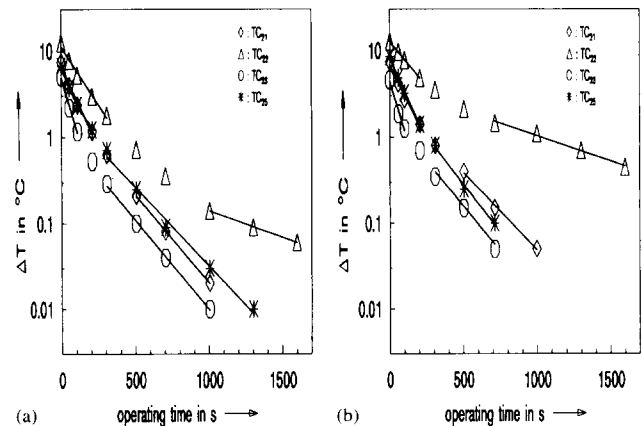 10
1
0.1
0.01
ΔT in °C
◇ : TC₂₁
△ : TC₂₂
○ : TC₂₃
✳ : TC₂₅
0 500 1000 1500
(a) operating time in s
10
1
0.1
0.01
ΔT in °C
◇ : TC₂₁
△ : TC₂₂
○ : TC₂₃
✳ : TC₂₅
0 500 1000 1500
(b) operating time in s